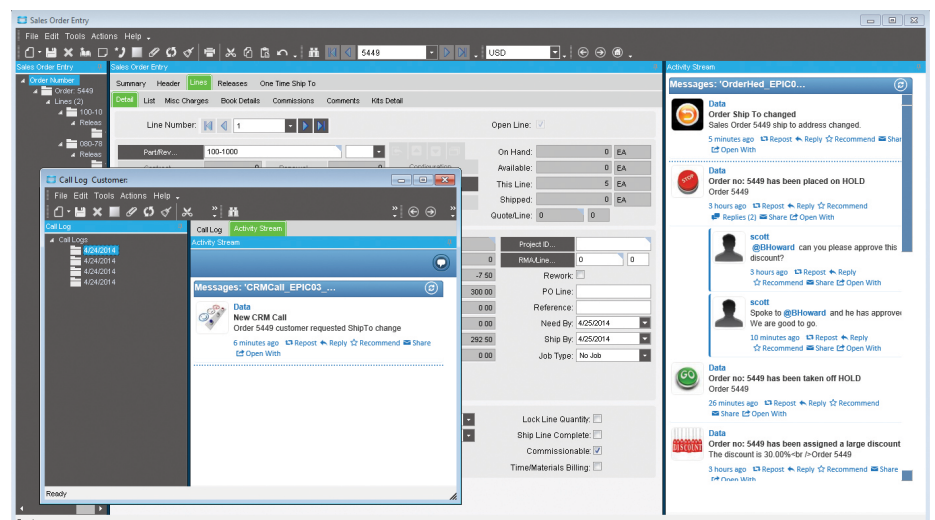 Sales Order Entry
File Edit Tools Actions Help
5449
USD
Sales Order Entry
Order Number
Order: 5449
Lines (2)
100-10
Releas
080-78
Releas
Sales Order Entry
Summary Header Lines Releases One Time Ship To
Detail List Misc Charges Book Details Commissions Comments Kits Detail
Line Number: 1
Open Line:
Part/Rev... 100-1000
Configuration
On Hand: 0 EA
Available: 0 EA
This Line: 5 EA
Shipped: 0 EA
Quote/Line: 0 0
Project ID...
0 RMA/Line... 0 0
-7 50 Rework:
300 00 PO Line:
0 00 Reference:
0 00 Need By: 4/25/2014
292 50 Ship By: 4/25/2014
0 00 Job Type: No Job
Lock Line Quantity:
Ship Line Complete:
Commissionable:
Time/Materials Billing:
Call Log Customer:
File Edit Tools Actions Help
Call Log
Call Logs
4/24/2014
4/24/2014
4/24/2014
4/24/2014
Call Log Activity Stream
Activity Stream
Messages: 'CRMCall_EPIC03_...
Data
New CRM Call
Order 5449 customer requested ShipTo change
6 minutes ago Repost Reply Recommend Share
Open With
Ready
Activity Stream
Messages: 'OrderHed_EPIC0...
Data
Order Ship To changed
Sales Order 5449 ship to address changed.
5 minutes ago Repost Reply Recommend Shar
Open With
STOP
Data
Order no: 5449 has been placed on HOLD
Order 5449
3 hours ago Repost Reply Recommend
Replies (2) Share Open With
scott
@BHoward can you please approve this
discount?
3 hours ago Repost Reply
Recommend Share Open With
scott
Spoke to @BHoward and he has approve
We are good to go.
10 minutes ago Repost Reply
Recommend Share Open With
GO
Data
Order no: 5449 has been taken off HOLD
Order 5449
26 minutes ago Repost Reply Recommend
Share Open With
DISCOUNT
Data
Order no: 5449 has been assigned a large discount
The discount is 30.00%<br />Order 5449
3 hours ago Repost Reply Recommend Share
Open With